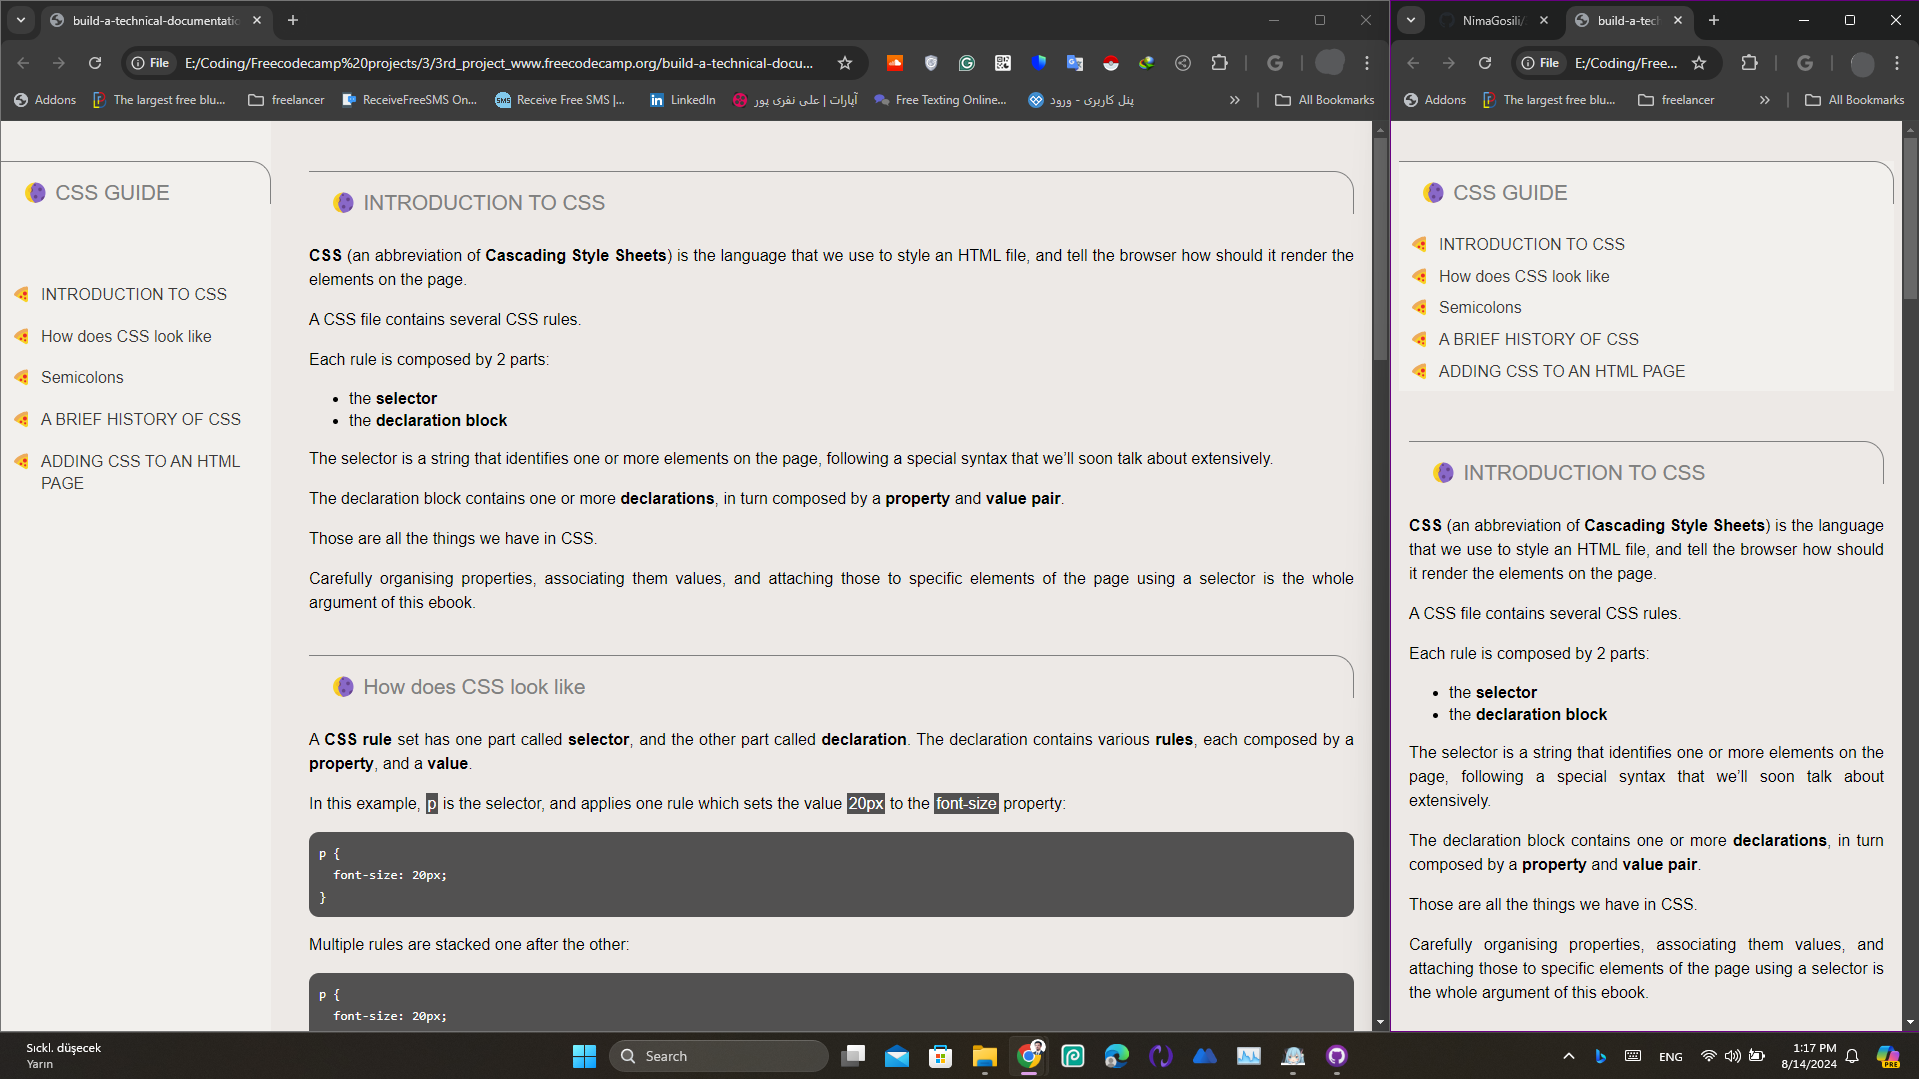 build-a-technical-documentatio
File
E:/Coding/Freecodecamp%20projects/3/3rd_project_www.freecodecamp.org/build-a-technical-docu...
Addons
The largest free blu...
freelancer
ReceiveFreeSMS On...
Receive Free SMS |...
LinkedIn
آپارات | علی نفری پور
Free Texting Online...
پنل کاربری - ورود
All Bookmarks
CSS GUIDE
INTRODUCTION TO CSS
How does CSS look like
Semicolons
A BRIEF HISTORY OF CSS
ADDING CSS TO AN HTML
PAGE
INTRODUCTION TO CSS
CSS (an abbreviation of Cascading Style Sheets) is the language that we use to style an HTML file, and tell the browser how should it render the
elements on the page.
A CSS file contains several CSS rules.
Each rule is composed by 2 parts:
• the selector
• the declaration block
The selector is a string that identifies one or more elements on the page, following a special syntax that we’ll soon talk about extensively.
The declaration block contains one or more declarations, in turn composed by a property and value pair.
Those are all the things we have in CSS.
Carefully organising properties, associating them values, and attaching those to specific elements of the page using a selector is the whole
argument of this ebook.
How does CSS look like
A CSS rule set has one part called selector, and the other part called declaration. The declaration contains various rules, each composed by a
property, and a value.
In this example, p is the selector, and applies one rule which sets the value 20px to the font-size property:
p {
font-size: 20px;
}
Multiple rules are stacked one after the other:
p {
font-size: 20px;
NimaGosili/
build-a-tech
File
E:/Coding/Free...
Addons
The largest free blu...
freelancer
All Bookmarks
CSS GUIDE
INTRODUCTION TO CSS
How does CSS look like
Semicolons
A BRIEF HISTORY OF CSS
ADDING CSS TO AN HTML PAGE
INTRODUCTION TO CSS
CSS (an abbreviation of Cascading Style Sheets) is the language
that we use to style an HTML file, and tell the browser how should
it render the elements on the page.
A CSS file contains several CSS rules.
Each rule is composed by 2 parts:
• the selector
• the declaration block
The selector is a string that identifies one or more elements on the
page, following a special syntax that we’ll soon talk about
extensively.
The declaration block contains one or more declarations, in turn
composed by a property and value pair.
Those are all the things we have in CSS.
Carefully organising properties, associating them values, and
attaching those to specific elements of the page using a selector is
the whole argument of this ebook.
Sıckl. düşecek
Yarın
Search
ENG
1:17 PM
8/14/2024